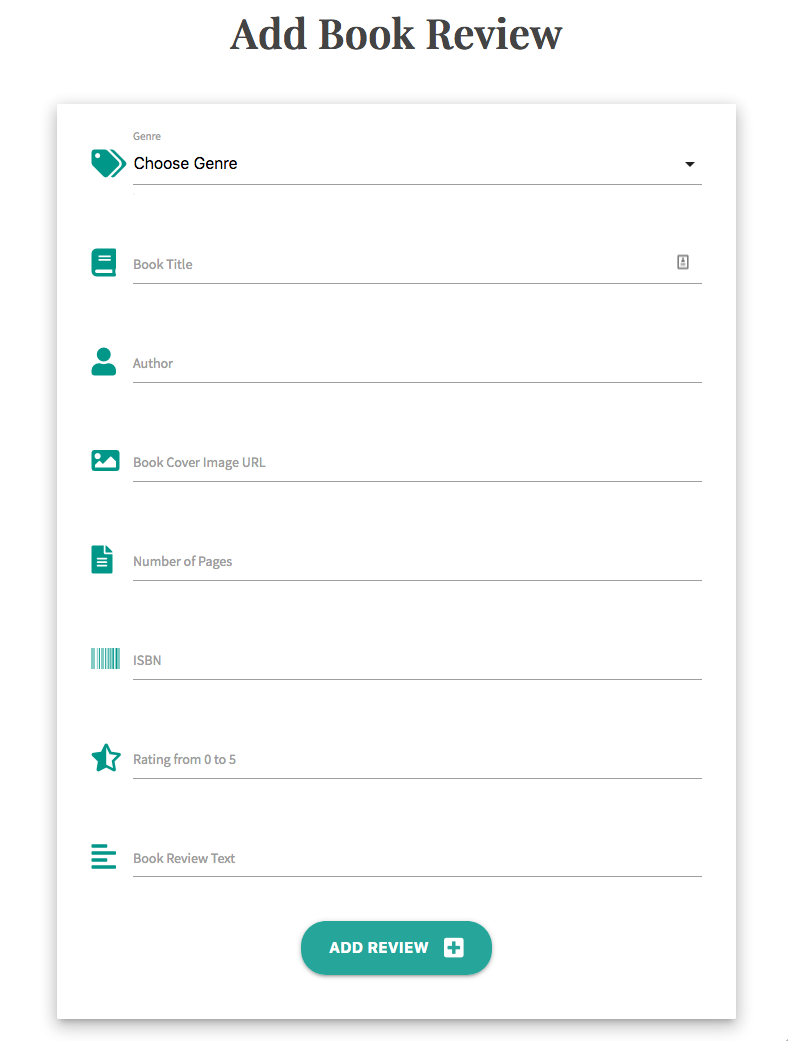 Add Book Review
Genre
Choose Genre
Book Title
Author
Book Cover Image URL
Number of Pages
ISBN
Rating from 0 to 5
Book Review Text
ADD REVIEW